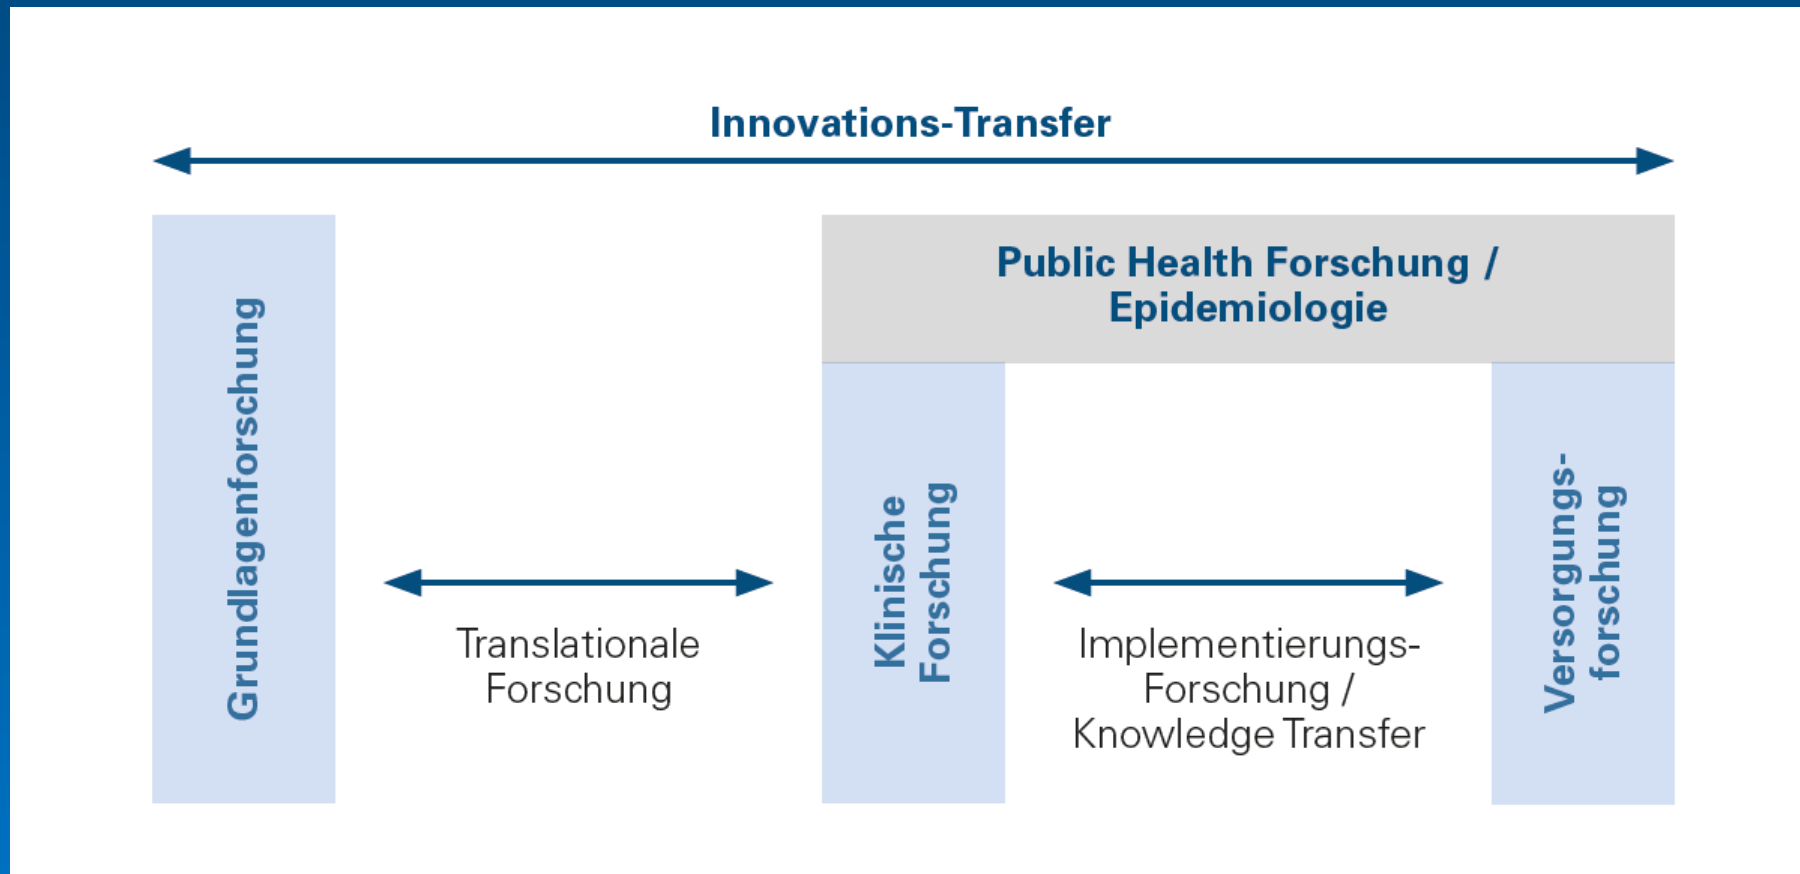 Innovations-Transfer
Public Health Forschung /
Epidemiologie
Grundlagenforschung
Translationale
Forschung
Klinische
Forschung
Implementierungs-
Forschung /
Knowledge Transfer
Versorgungs-
forschung